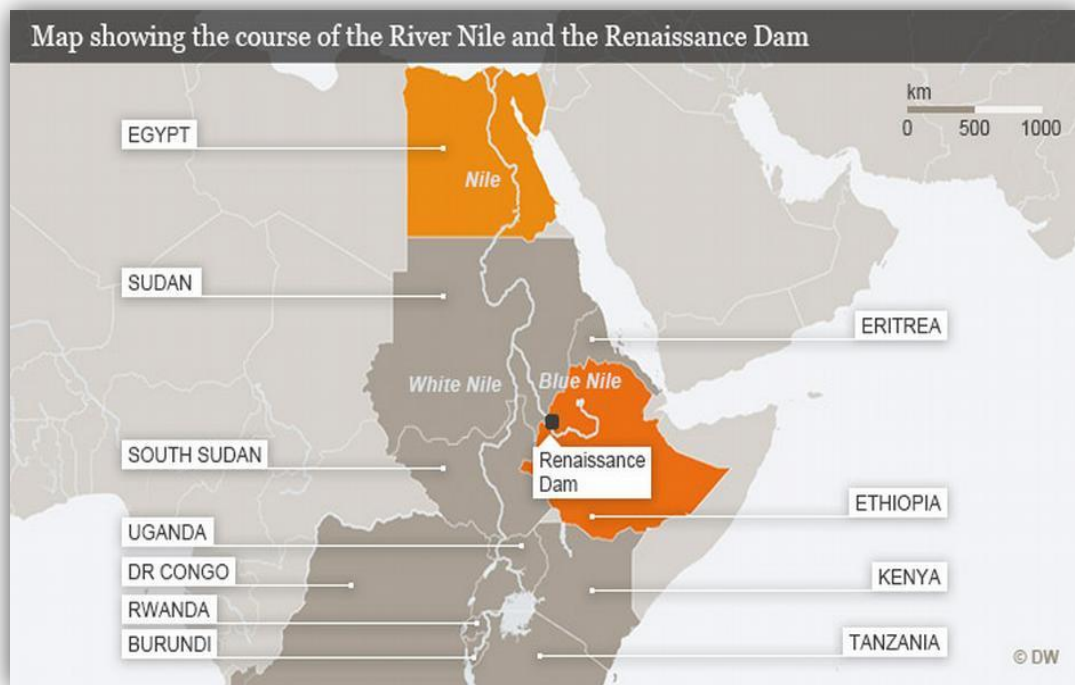 Map showing the course of the River Nile and the Renaissance Dam
km
0 500 1000
EGYPT
Nile
SUDAN
ERITREA
White Nile
Blue Nile
SOUTH SUDAN
Renaissance
Dam
ETHIOPIA
UGANDA
DR CONGO
KENYA
RWANDA
BURUNDI
TANZANIA
© DW